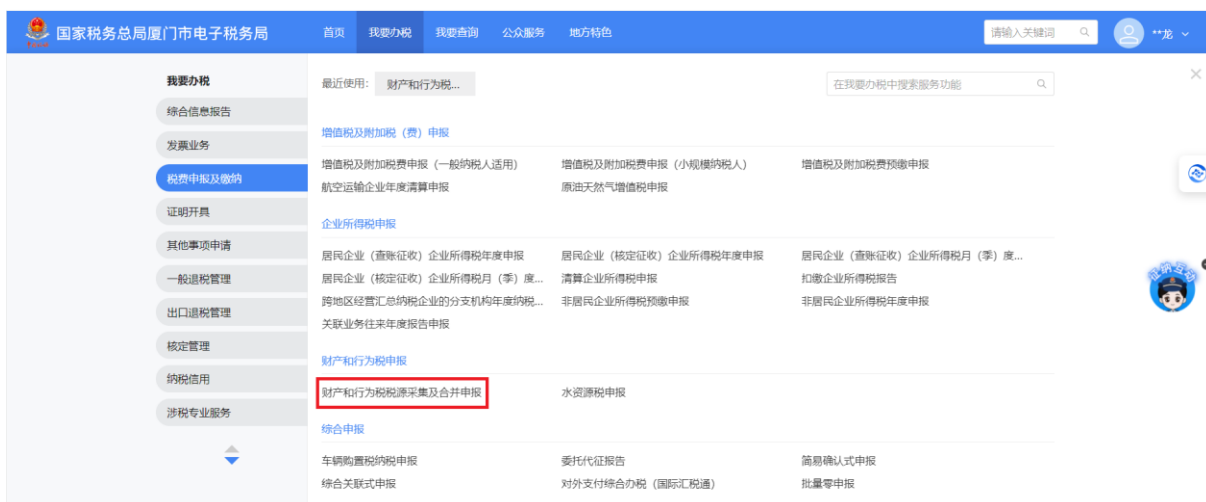 国家税务总局厦门市电子税务局 首页 我要办税 我要查询 公众服务 地方特色 请输入关键词 **龙
我要办税
综合信息报告
发票业务
税费申报及缴纳
证明开具
其他事项申请
一般退税管理
出口退税管理
核定管理
纳税信用
涉税专业服务
最近使用： 财产和行为税... 在我要办税中搜索服务功能
增值税及附加税（费）申报
增值税及附加税费申报（一般纳税人适用） 增值税及附加税费申报（小规模纳税人） 增值税及附加税费预缴申报
航空运输企业年度清算申报 原油天然气增值税申报
企业所得税申报
居民企业（查账征收）企业所得税年度申报 居民企业（核定征收）企业所得税年度申报 居民企业（查账征收）企业所得税月（季）度...
居民企业（核定征收）企业所得税月（季）度... 清算企业所得税申报 扣缴企业所得税报告
跨地区经营汇总纳税企业的分支机构年度纳税... 非居民企业所得税预缴申报 非居民企业所得税年度申报
关联业务往来年度报告申报
财产和行为税申报
财产和行为税税源采集及合并申报 水资源税申报
综合申报
车辆购置税纳税申报 委托代征报告 简易确认式申报
综合关联式申报 对外支付综合办税（国际汇税通） 批量零申报
征纳互动